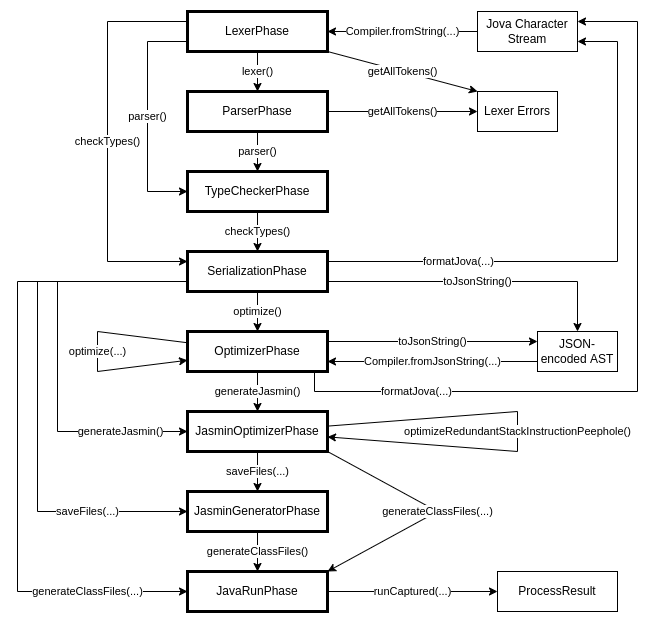 LexerPhase
Compiler.fromString(...)
Jova Character
Stream
lexer()
getAllTokens()
ParserPhase
getAllTokens()
Lexer Errors
parser()
checkTypes()
parser()
TypeCheckerPhase
checkTypes()
SerializationPhase
formatJova(...)
toJsonString()
optimize()
optimize(...)
OptimizerPhase
toJsonString()
Compiler.fromJsonString(...)
JSON-
encoded AST
generateJasmin()
formatJova(...)
generateJasmin()
JasminOptimizerPhase
optimizeRedundantStackInstructionPeephole()
saveFiles(...)
saveFiles(...)
JasminGeneratorPhase
generateClassFiles(...)
generateClassFiles()
generateClassFiles(...)
JavaRunPhase
runCaptured(...)
ProcessResult